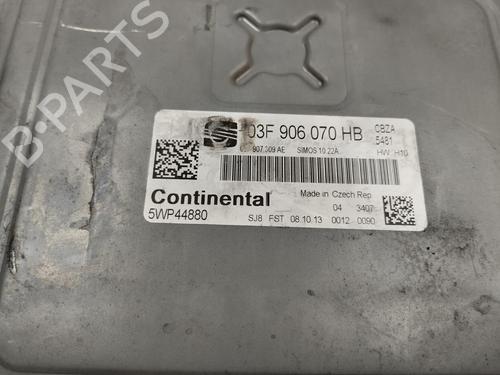 03F 906 070 HB
CBZA
5481
907 309 AE
SIMOS 10.22A
HW H10
Continental
5WP44880
Made in Czech Rep
04 3407
SJ8 FST 08.10.13 0012 0090
B-PARTS